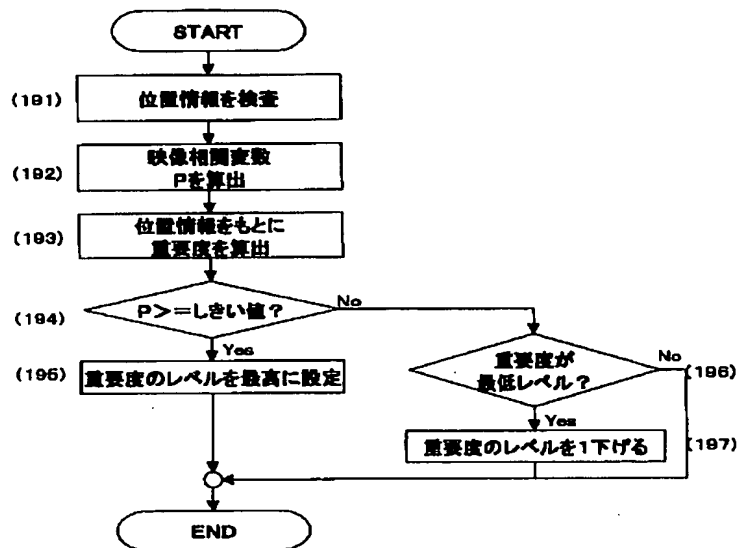 START
(191)
位置情報を検査
(192)
映像相関変数
Pを算出
(193)
位置情報をもとに
重要度を算出
(194)
P>=しきい値?
No
Yes
(195)
重要度のレベルを最高に設定
重要度が
最低レベル?
No
(196)
Yes
重要度のレベルを1下げる
(197)
END